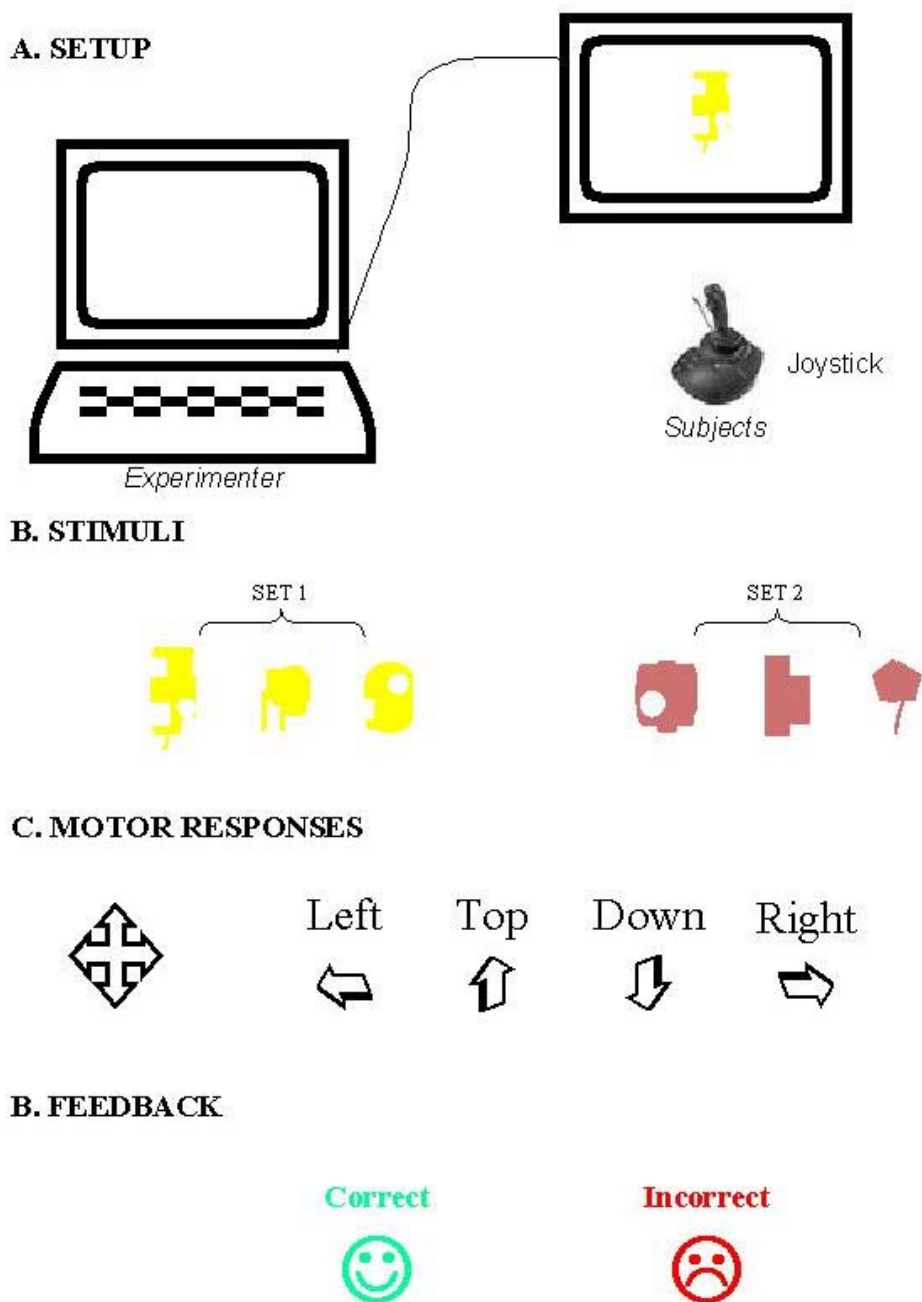 A. SETUP
Joystick
Subjects
Experimenter
B. STIMULI
SET 1
SET 2
C. MOTOR RESPONSES
Left
Top
Down
Right
B. FEEDBACK
Correct
Incorrect